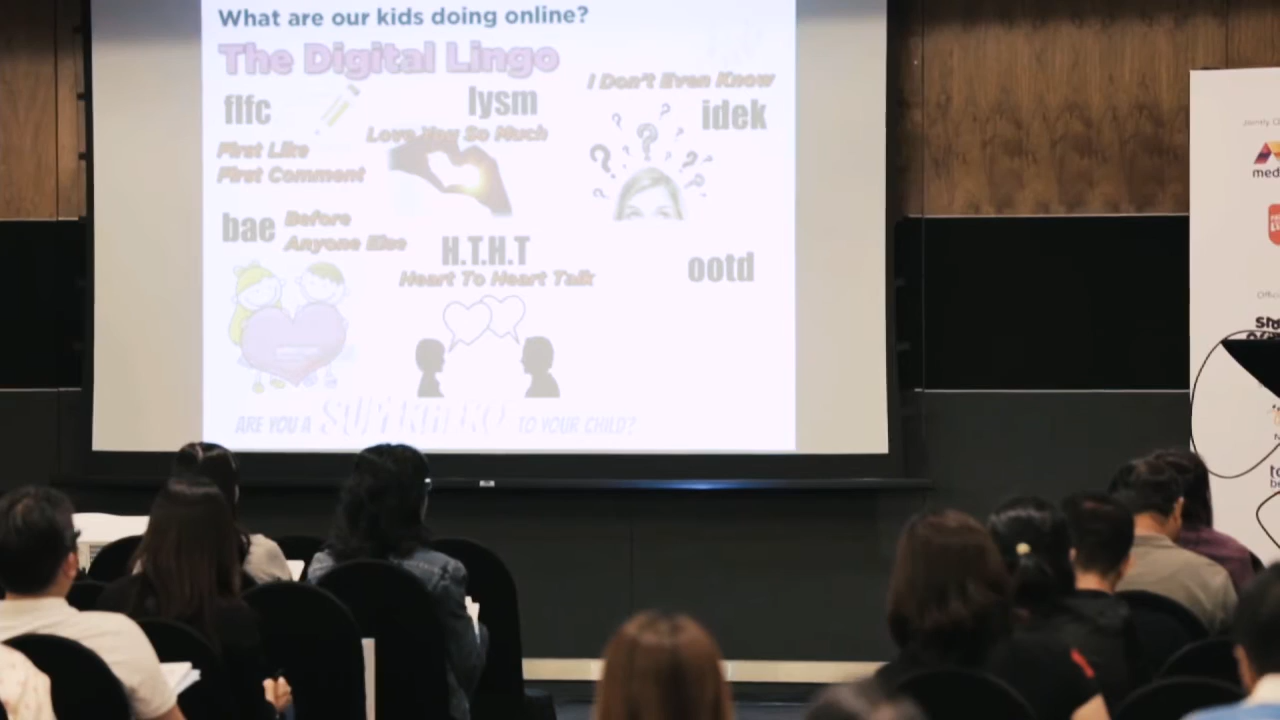 What are our kids doing online?
The Digital Lingo
I Don't Even Know
flfc
lysm
idek
Love You So Much
First Like
First Comment
bae
Before
Anyone Else
H.T.H.T
Heart To Heart Talk
ootd
ARE YOU A SUPERHERO TO YOUR CHILD?